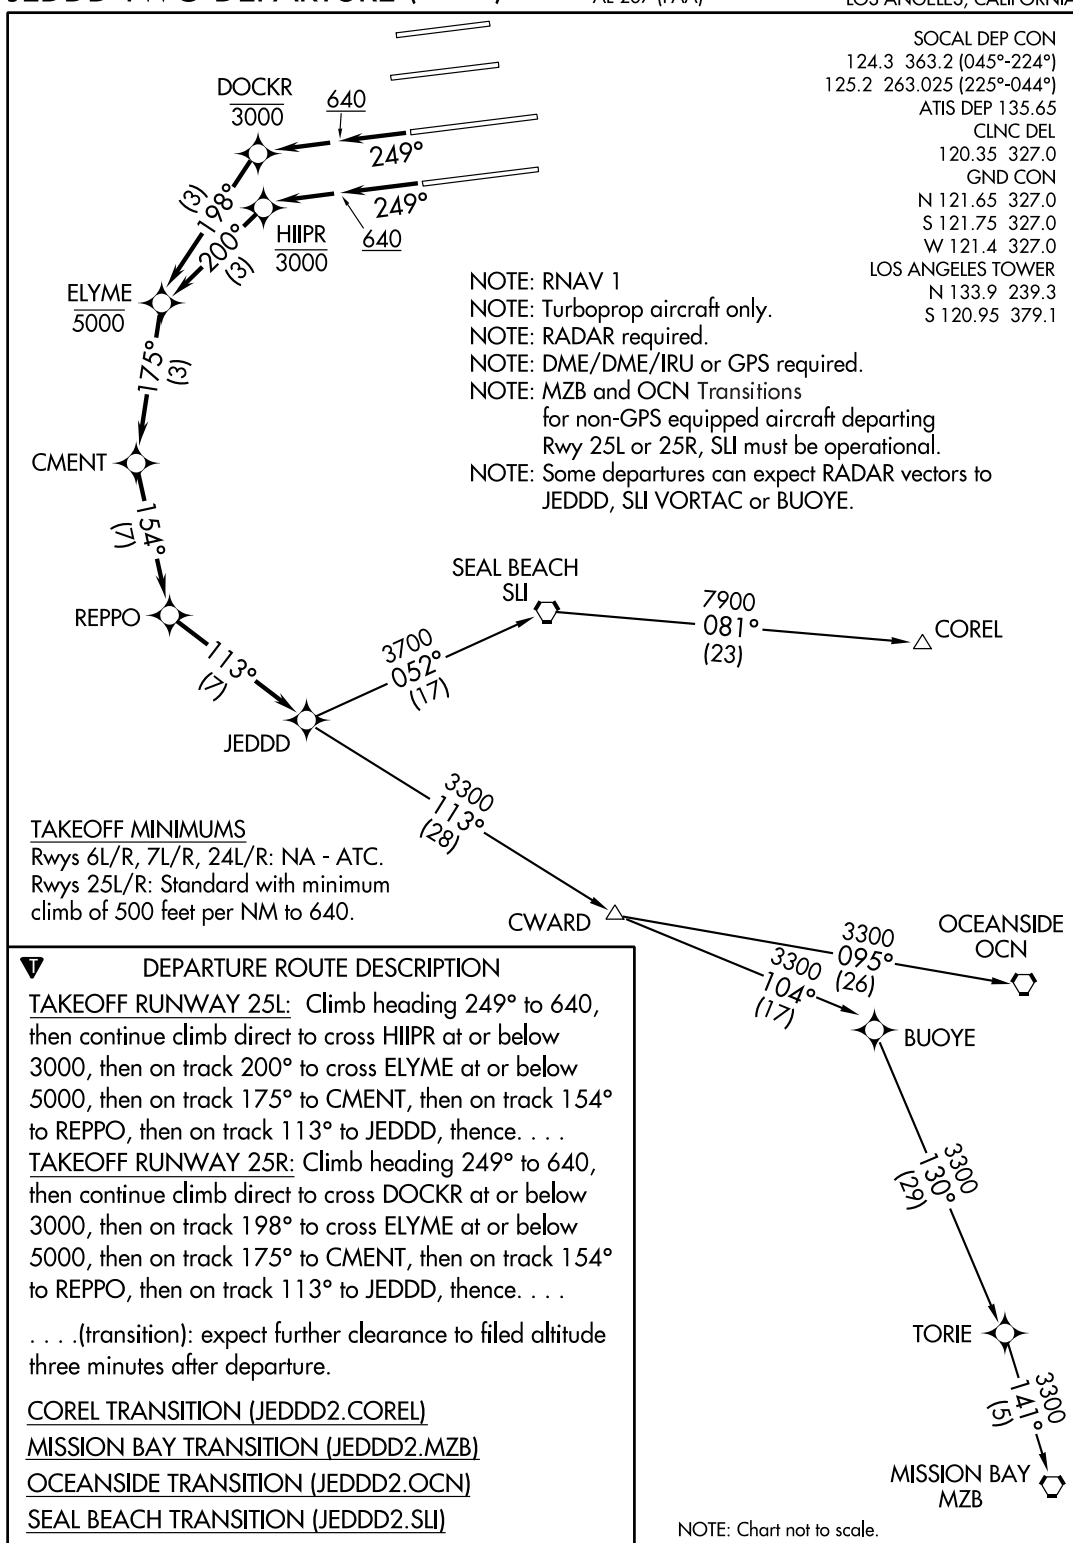 SOCAL DEP CON
124.3 363.2 (045°-224°)
125.2 263.025 (225°-044°)
ATIS DEP 135.65
CLNC DEL
120.35 327.0
GND CON
N 121.65 327.0
S 121.75 327.0
W 121.4 327.0
LOS ANGELES TOWER
N 133.9 239.3
S 120.95 379.1
DOCKR
3000
640
249°
(3)
198°
HIIPR
3000
249°
640
200°
(3)
ELYME
5000
175°
(3)
CMENT
154°
(7)
REPPO
113°
(7)
JEDDD
NOTE: RNAV 1
NOTE: Turboprop aircraft only.
NOTE: RADAR required.
NOTE: DME/DME/IRU or GPS required.
NOTE: MZB and OCN Transitions
for non-GPS equipped aircraft departing
Rwy 25L or 25R, SLI must be operational.
NOTE: Some departures can expect RADAR vectors to
JEDDD, SLI VORTAC or BUOYE.
SEAL BEACH
SLI
3700
052°
(17)
7900
081°
(23)
COREL
3300
113°
(28)
CWARD
3300
095°
(26)
OCEANSIDE
OCN
3300
104°
(17)
BUOYE
3300
130°
(29)
TORIE
3300
141°
(5)
MISSION BAY
MZB
NOTE: Chart not to scale.
TAKEOFF MINIMUMS
Rwys 6L/R, 7L/R, 24L/R: NA - ATC.
Rwys 25L/R: Standard with minimum
climb of 500 feet per NM to 640.
T
DEPARTURE ROUTE DESCRIPTION
TAKEOFF RUNWAY 25L: Climb heading 249° to 640,
then continue climb direct to cross HIIPR at or below
3000, then on track 200° to cross ELYME at or below
5000, then on track 175° to CMENT, then on track 154°
to REPPO, then on track 113° to JEDDD, thence. . . .
TAKEOFF RUNWAY 25R: Climb heading 249° to 640,
then continue climb direct to cross DOCKR at or below
3000, then on track 198° to cross ELYME at or below
5000, then on track 175° to CMENT, then on track 154°
to REPPO, then on track 113° to JEDDD, thence. . . .
. . . .(transition): expect further clearance to filed altitude
three minutes after departure.
COREL TRANSITION (JEDDD2.COREL)
MISSION BAY TRANSITION (JEDDD2.MZB)
OCEANSIDE TRANSITION (JEDDD2.OCN)
SEAL BEACH TRANSITION (JEDDD2.SLI)